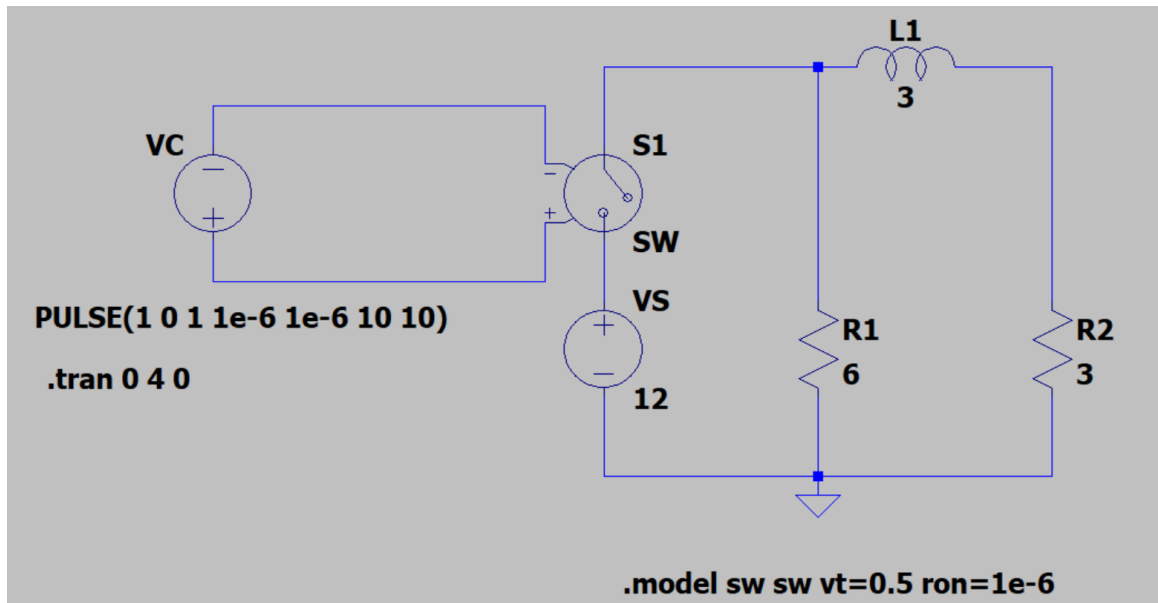 L1
3
VC
S1
SW
PULSE(1 0 1 1e-6 1e-6 10 10)
VS
12
R1
6
R2
3
.tran 0 4 0
.model sw sw vt=0.5 ron=1e-6